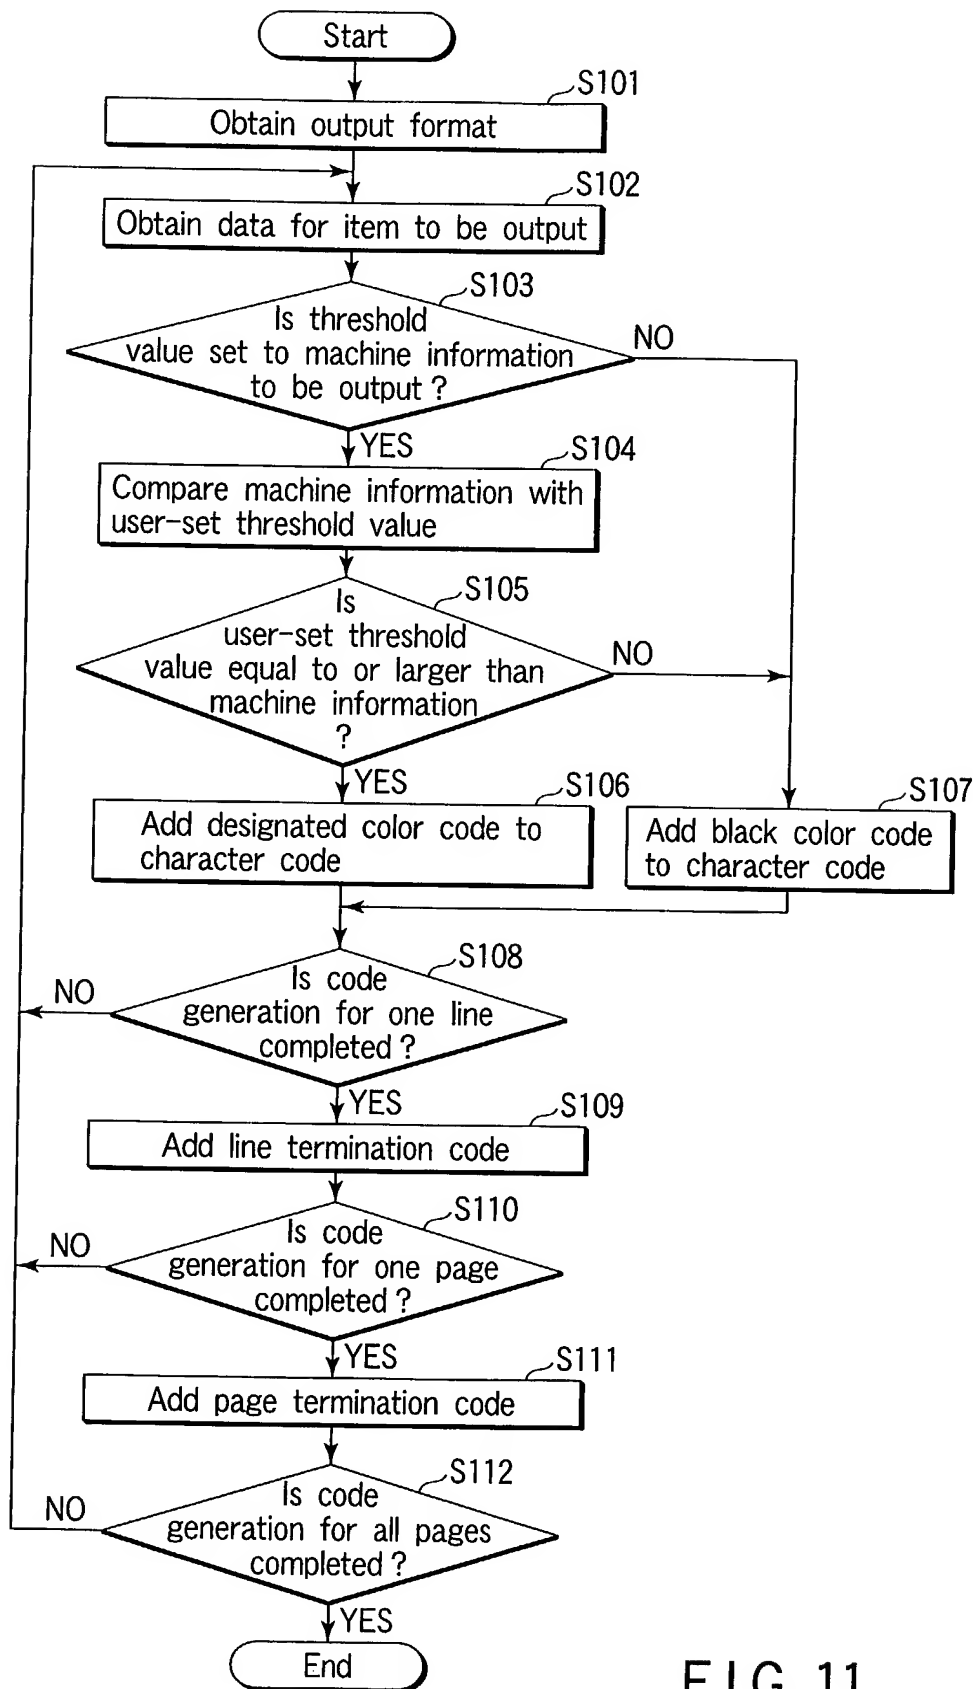 Start
S101
Obtain output format
S102
Obtain data for item to be output
S103
Is threshold
value set to machine information
to be output ?
NO
YES
S104
Compare machine information with
user-set threshold value
S105
Is
user-set threshold
value equal to or larger than
machine information
?
NO
YES
S106
Add designated color code to
character code
S107
Add black color code
to character code
S108
Is code
generation for one line
completed ?
NO
YES
S109
Add line termination code
S110
Is code
generation for one page
completed ?
NO
YES
S111
Add page termination code
S112
Is code
generation for all pages
completed ?
NO
YES
End
FIG. 11